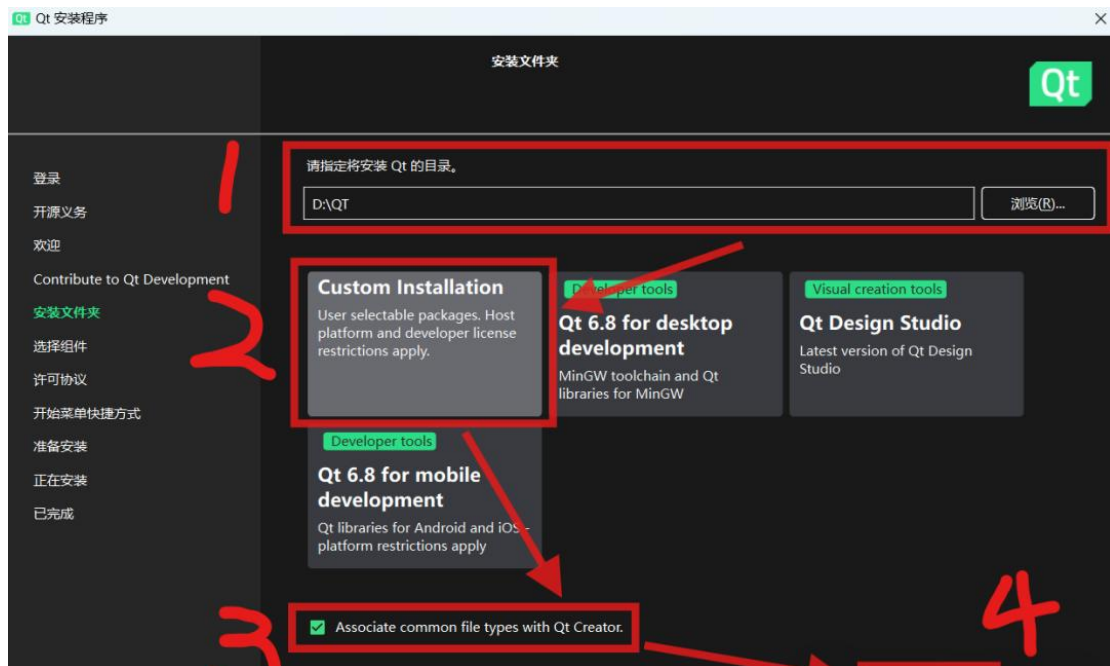 Qt 安装程序
安装文件夹
Qt
1
登录
开源义务
欢迎
Contribute to Qt Development
安装文件夹
选择组件
许可协议
开始菜单快捷方式
准备安装
正在安装
已完成
请指定将安装 Qt 的目录。
D:\QT
浏览(R)...
2
Custom Installation
User selectable packages. Host
platform and developer license
restrictions apply.
Developer tools
Qt 6.8 for desktop
development
MinGW toolchain and Qt
libraries for MinGW
Visual creation tools
Qt Design Studio
Latest version of Qt Design
Studio
Developer tools
Qt 6.8 for mobile
development
Qt libraries for Android and iOS -
platform restrictions apply
3
Associate common file types with Qt Creator.
4